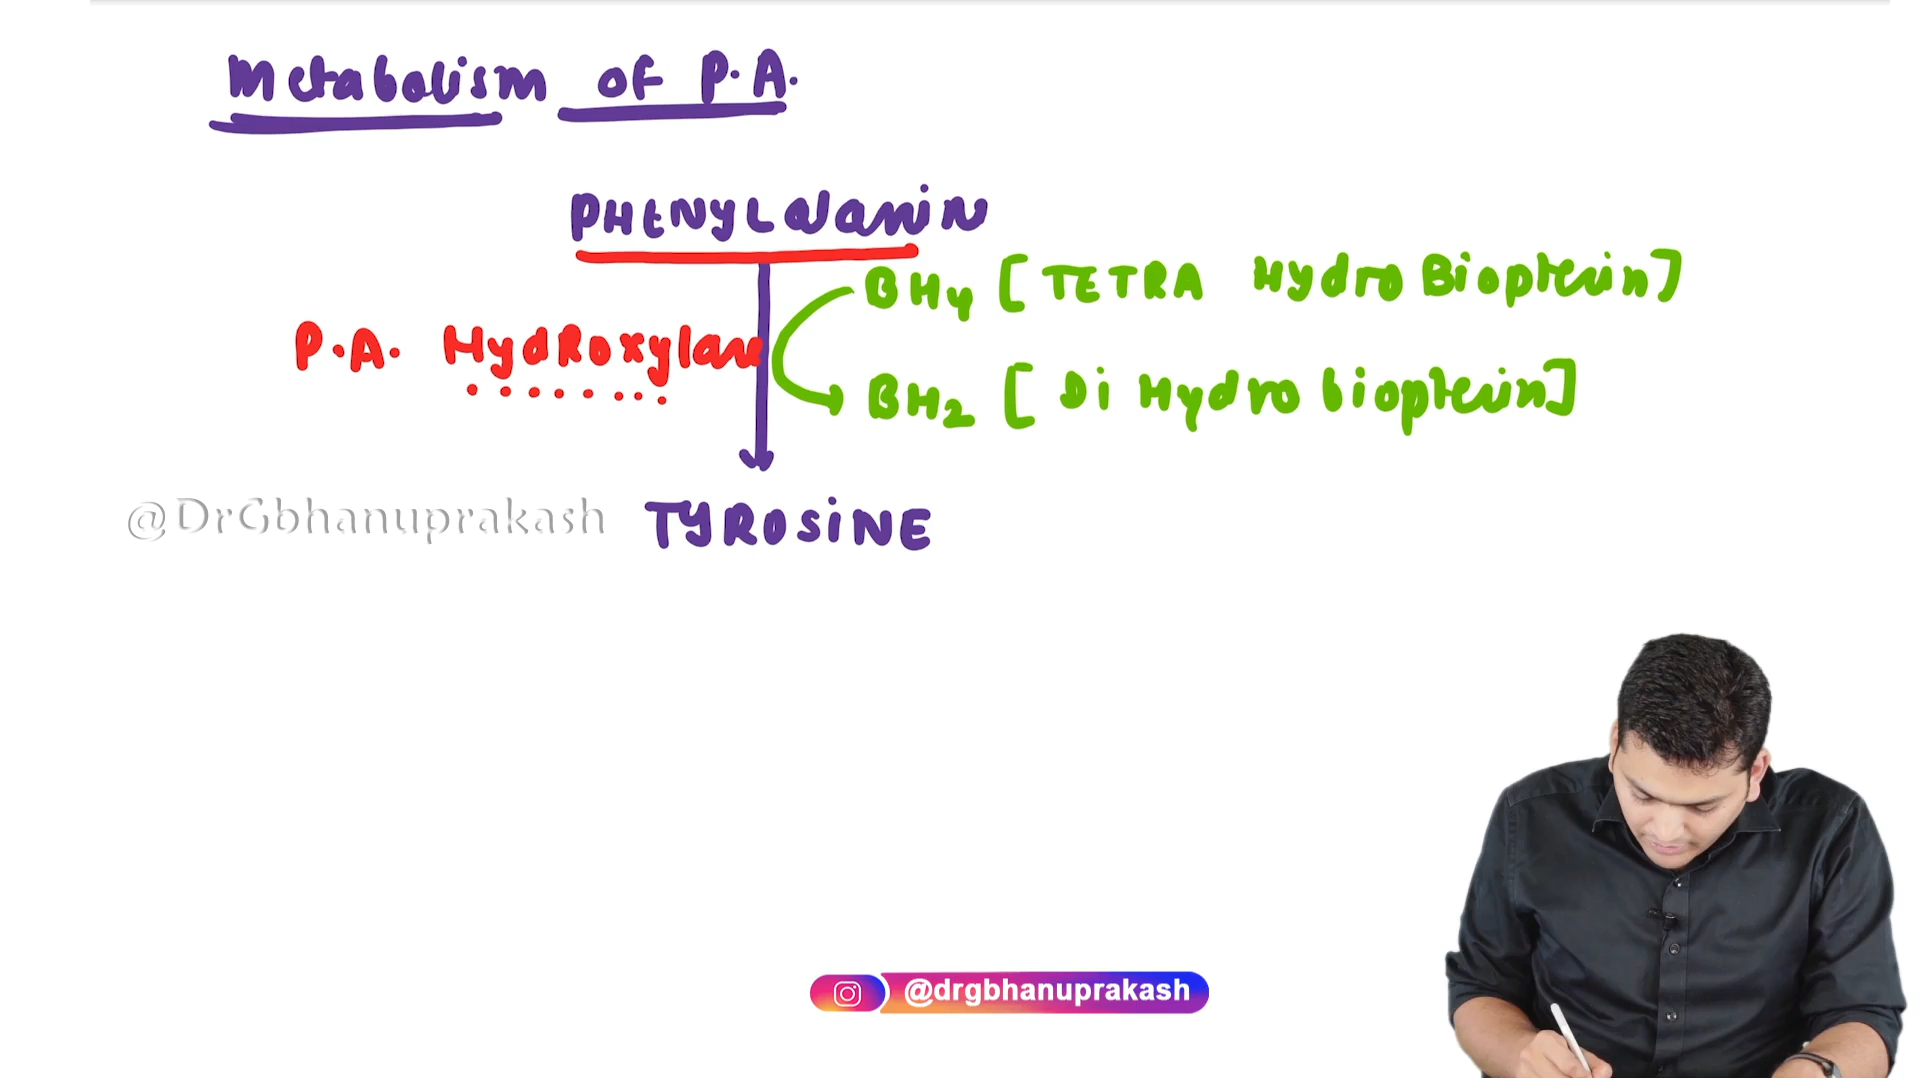 Metabolism of P.A.
PHENYLalanin
BH4 [TETRA Hydro Biopterin]
P.A. HydRoxylase
BH2 [Di Hydro biopterin]
@DrGbhanuprakash
TYROSiNE
@drgbhanuprakash